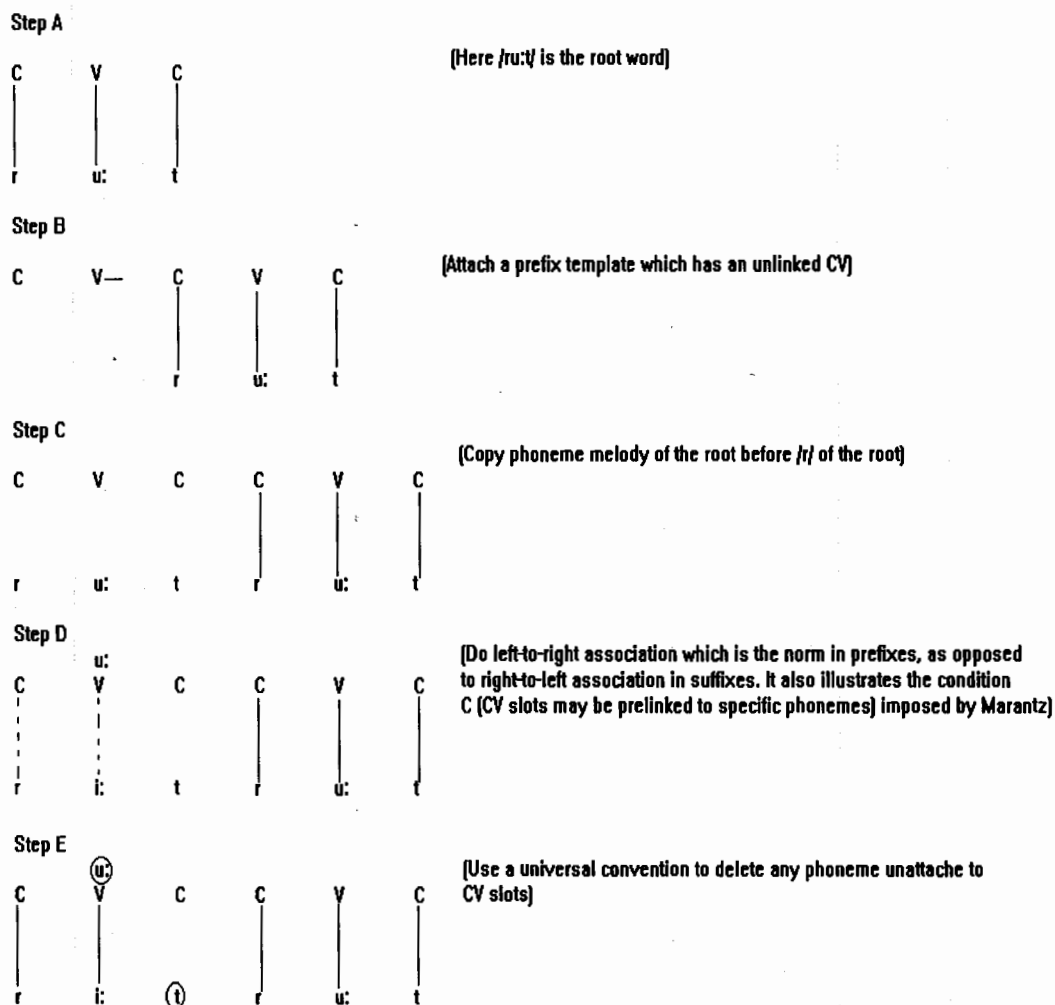 Step A
(Here /ru:t/ is the root word)
C V C
r u: t
Step B
(Attach a prefix template which has an unlinked CV)
C V— C V C
r u: t
Step C
(Copy phoneme melody of the root before /r/ of the root)
C V C C V C
r u: t r u: t
Step D
(Do left-to-right association which is the norm in prefixes, as opposed
u:
to right-to-left association in suffixes. It also illustrates the condition
C V C C V C
C (CV slots may be prelinked to specific phonemes) imposed by Marantz)
r i: t r u: t
Step E
(Use a universal convention to delete any phoneme unattache to
u:
C V C C V C
CV slots)
r i: t r u: t